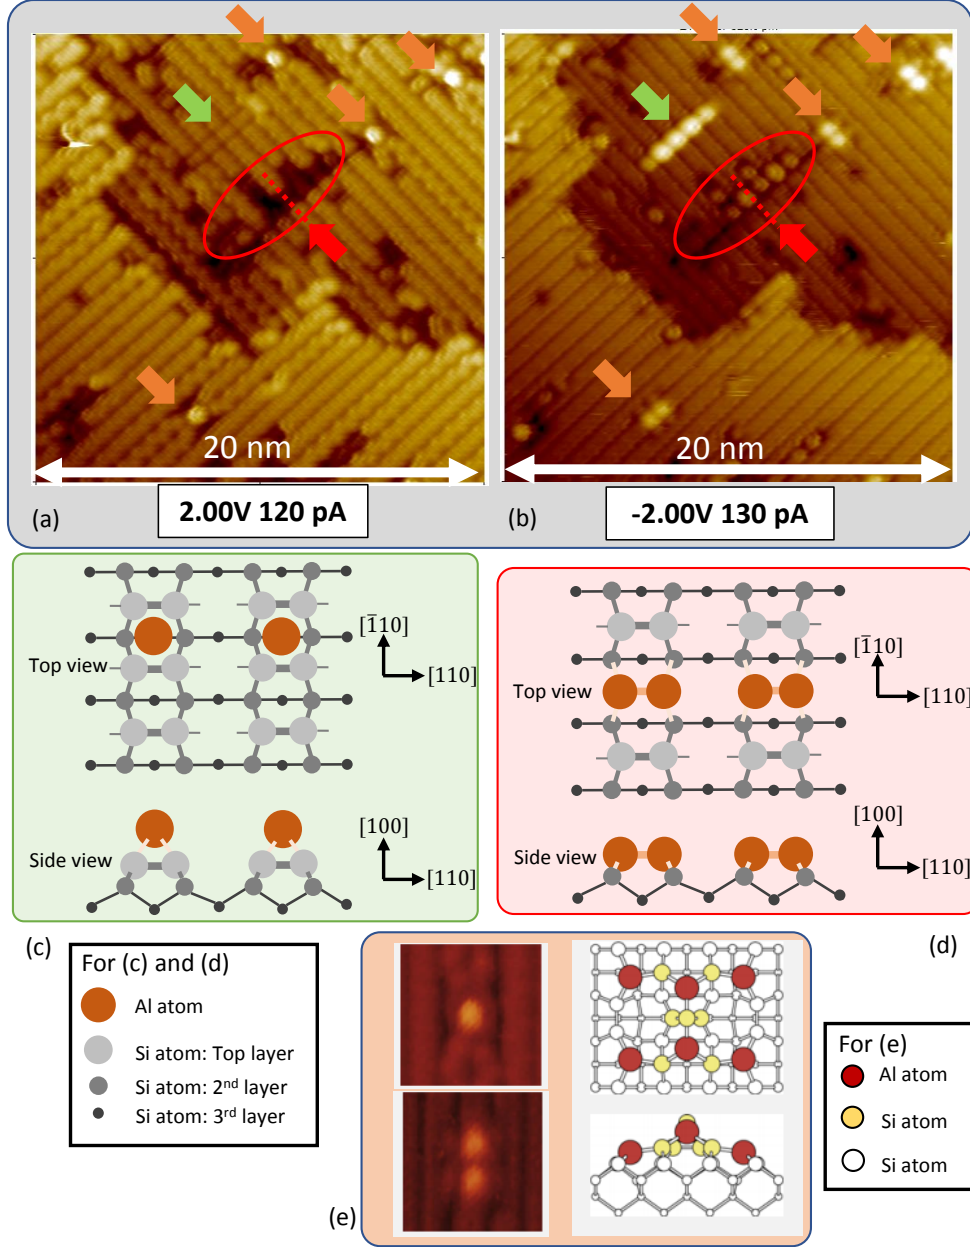 20 nm
20 nm
(a)
2.00V 120 pA
(b)
-2.00V 130 pA
[1̅10]
Top view
[110]
[100]
Side view
[110]
[1̅10]
Top view
[110]
[100]
Side view
[110]
(c)
(d)
For (c) and (d)
Al atom
Si atom: Top layer
Si atom: 2nd layer
Si atom: 3rd layer
(e)
For (e)
Al atom
Si atom
Si atom